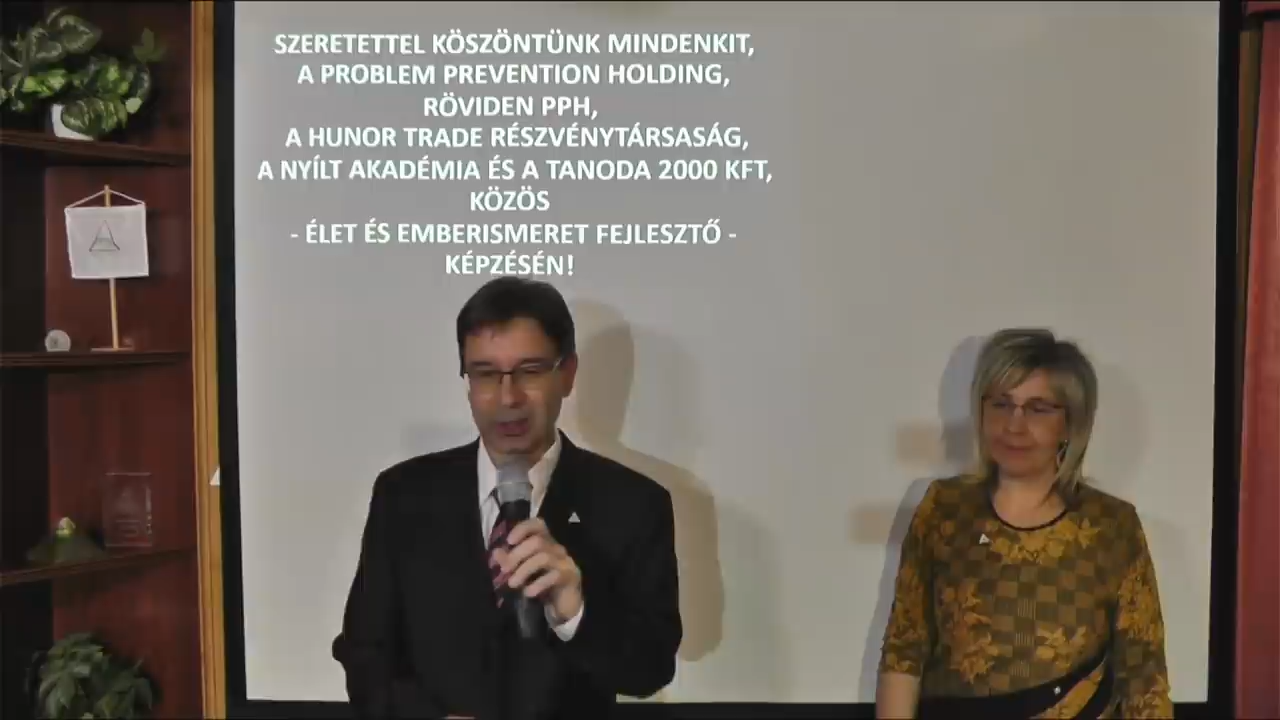 SZERETETTEL KÖSZÖNTÜNK MINDENKIT,
A PROBLEM PREVENTION HOLDING,
RÖVIDEN PPH,
A HUNOR TRADE RÉSZVÉNYTÁRSASÁG,
A NYÍLT AKADÉMIA ÉS A TANODA 2000 KFT,
KÖZÖS
- ÉLET ÉS EMBERISMERET FEJLESZTŐ -
KÉPZÉSÉN!